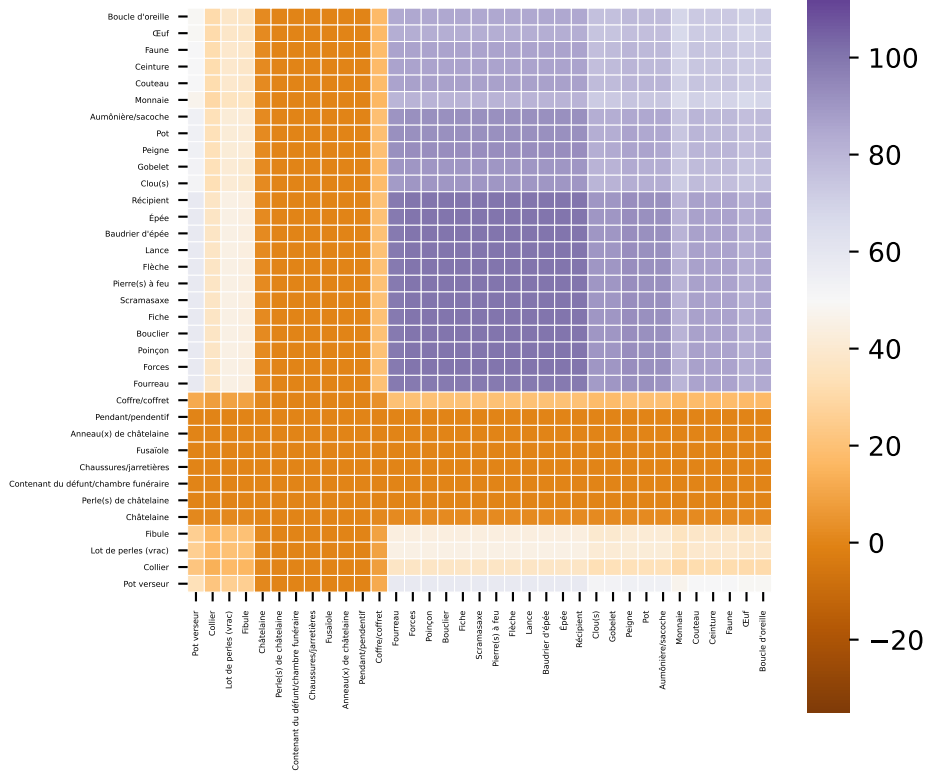 Boucle d'oreille
Œuf
Faune
Ceinture
Couteau
Monnaie
Aumônière/sacoche
Pot
Peigne
Gobelet
Clou(s)
Récipient
Épée
Baudrier d'épée
Lance
Flèche
Pierre(s) à feu
Scramasaxe
Fiche
Bouclier
Poinçon
Forces
Fourreau
Coffre/coffret
Pendant/pendentif
Anneau(x) de châtelaine
Fusaïole
Chaussures/jarretières
Contenant du défunt/chambre funéraire
Perle(s) de châtelaine
Châtelaine
Fibule
Lot de perles (vrac)
Collier
Pot verseur
Pot verseur
Collier
Lot de perles (vrac)
Fibule
Châtelaine
Perle(s) de châtelaine
Contenant du défunt/chambre funéraire
Chaussures/jarretières
Fusaïole
Anneau(x) de châtelaine
Pendant/pendentif
Coffre/coffret
Fourreau
Forces
Poinçon
Bouclier
Fiche
Scramasaxe
Pierre(s) à feu
Flèche
Lance
Baudrier d'épée
Épée
Récipient
Clou(s)
Gobelet
Peigne
Pot
Aumônière/sacoche
Monnaie
Couteau
Ceinture
Faune
Œuf
Boucle d'oreille
100
80
60
40
20
0
−20